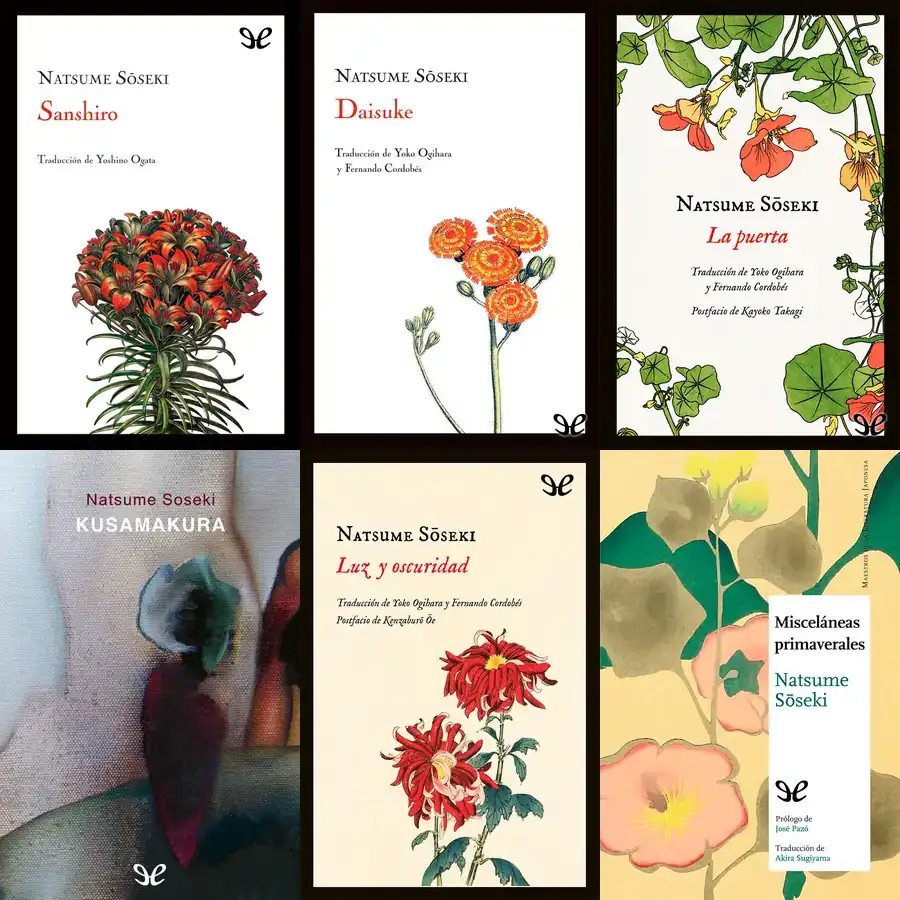 NATSUME SŌSEKI
Sanshiro
Traducción de Yoshino Ogata
NATSUME SŌSEKI
Daisuke
Traducción de Yoko Ogihara
y Fernando Cordobés
NATSUME SŌSEKI
La puerta
Traducción de Yoko Ogihara
y Fernando Cordobés
Postfacio de Kayoko Takagi
Natsume Soseki
KUSAMAKURA
NATSUME SŌSEKI
Luz y oscuridad
Traducción de Yoko Ogihara y Fernando Cordobés
Postfacio de Kenzaburō Ōe
Misceláneas
primaverales
Natsume
Sōseki
Prólogo de
José Pazó
Traducción de
Akira Sugiyama